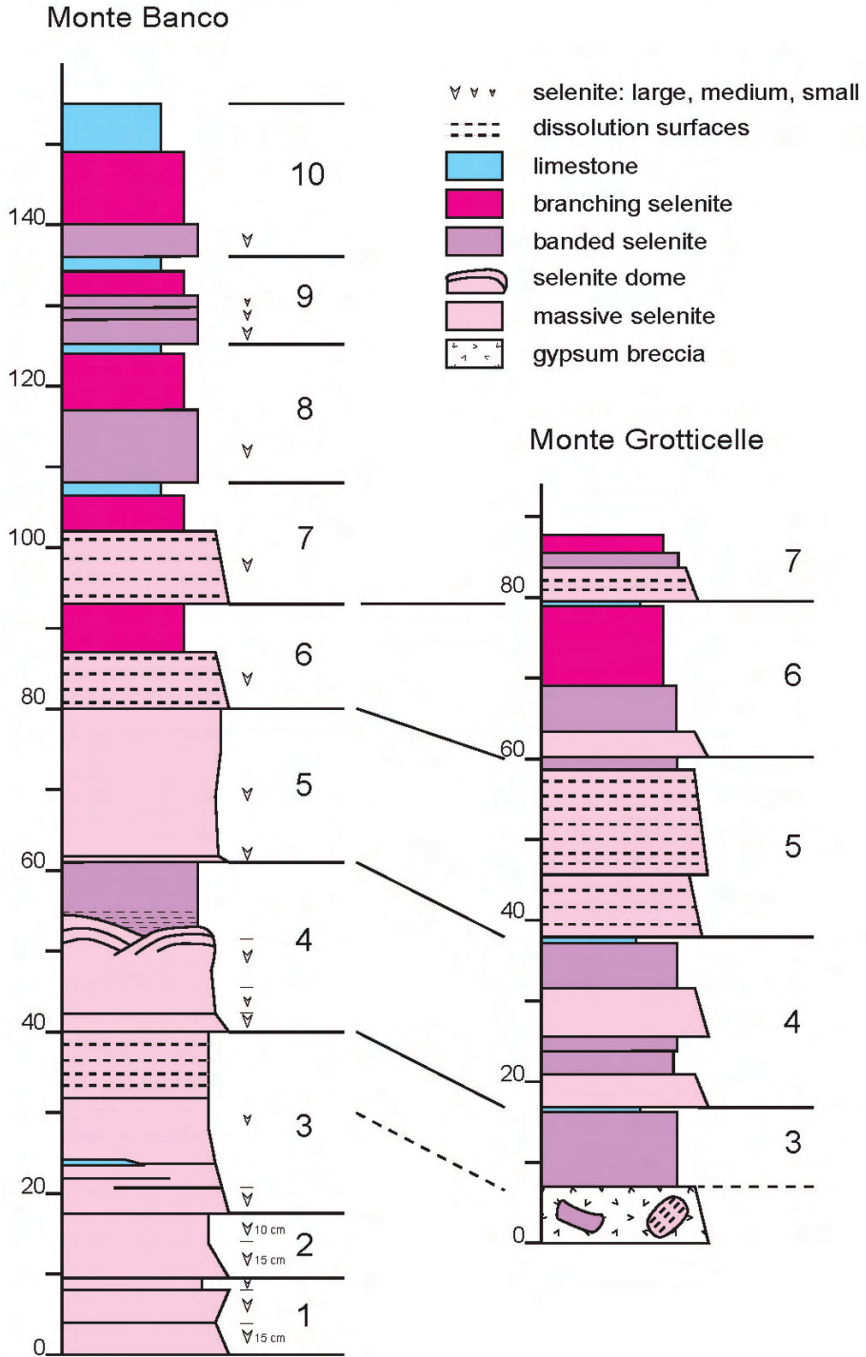 Monte Banco
selenite: large, medium, small
dissolution surfaces
limestone
branching selenite
banded selenite
selenite dome
massive selenite
gypsum breccia
10
140
9
120
8
7
100
6
80
5
60
4
40
3
20
10 cm
2
15 cm
1
15 cm
0
Monte Grotticelle
7
80
6
60
5
40
4
20
3
0